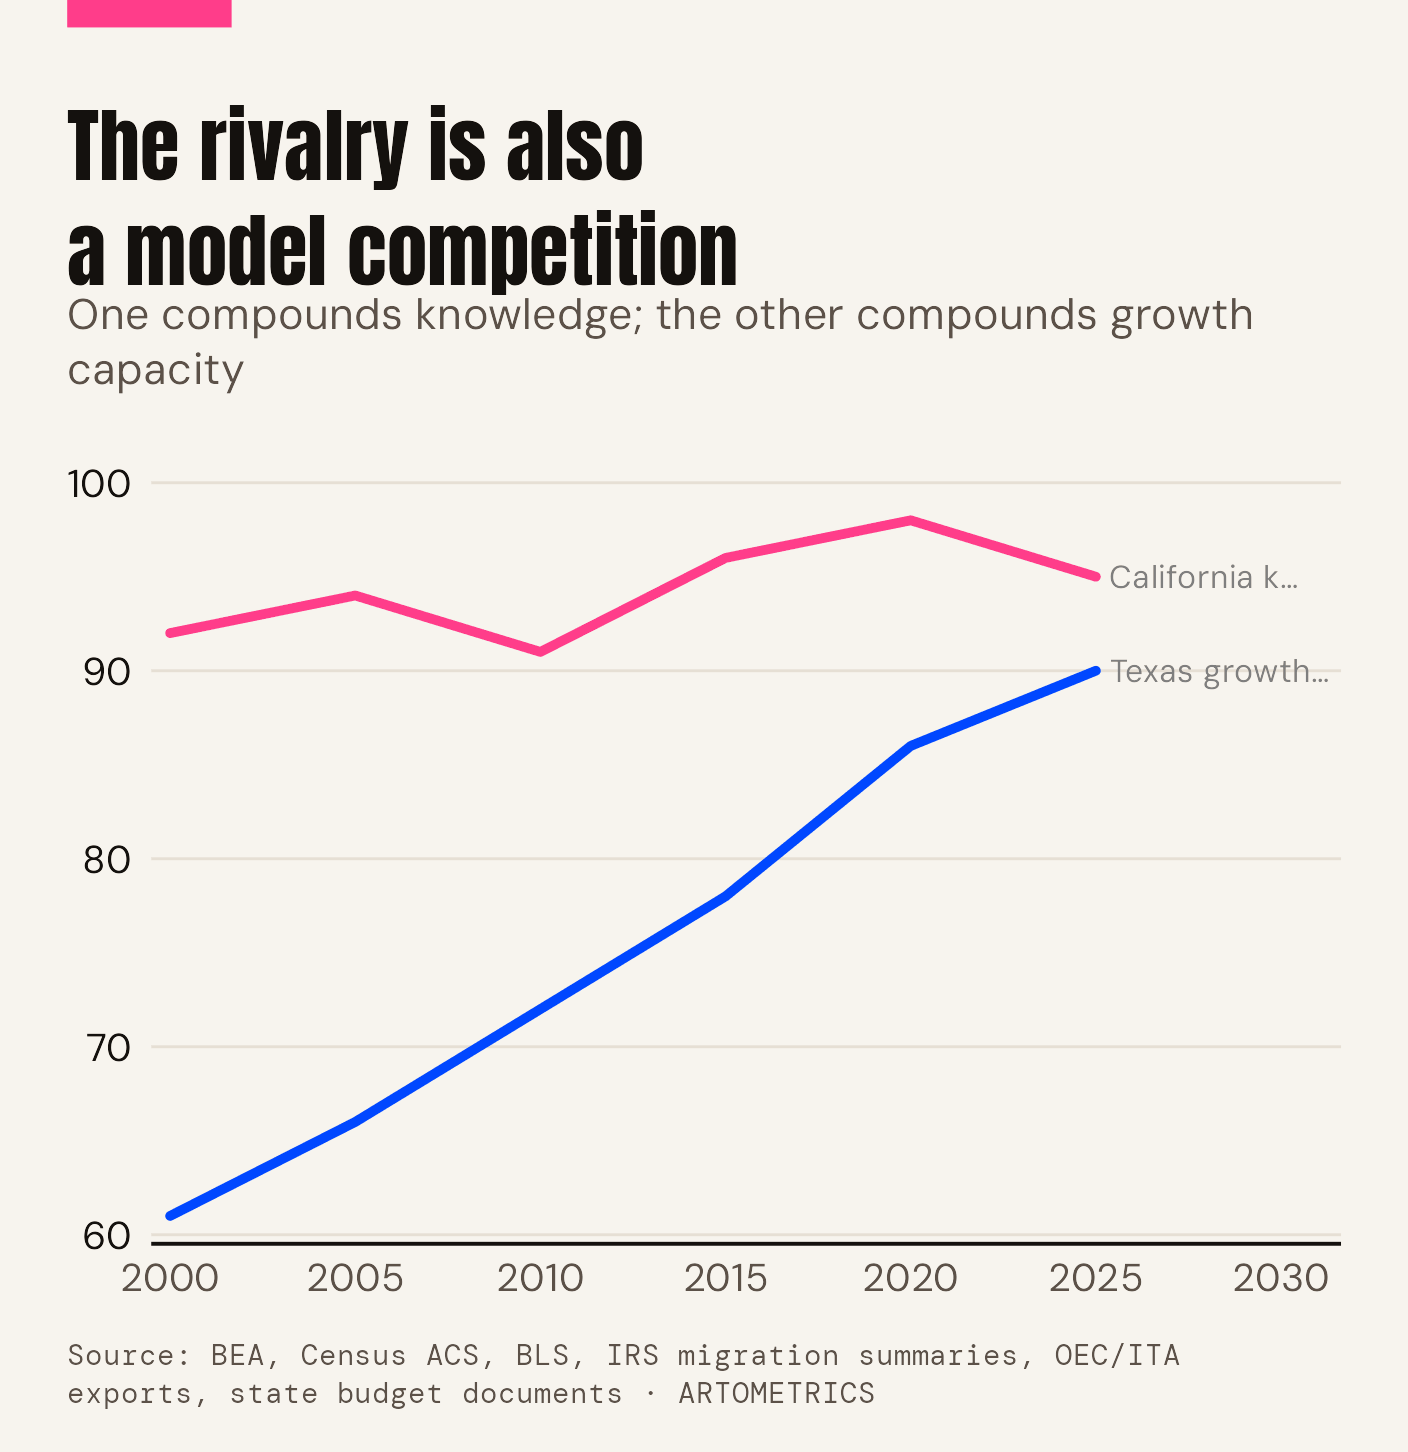 The rivalry is also
a model competition
One compounds knowledge; the other compounds growth
capacity
100
California k...
90
Texas growth...
80
70
60
2000 2005 2010 2015 2020 2025 2030
Source: BEA, Census ACS, BLS, IRS migration summaries, OEC/ITA
exports, state budget documents · ARTOMETRICS